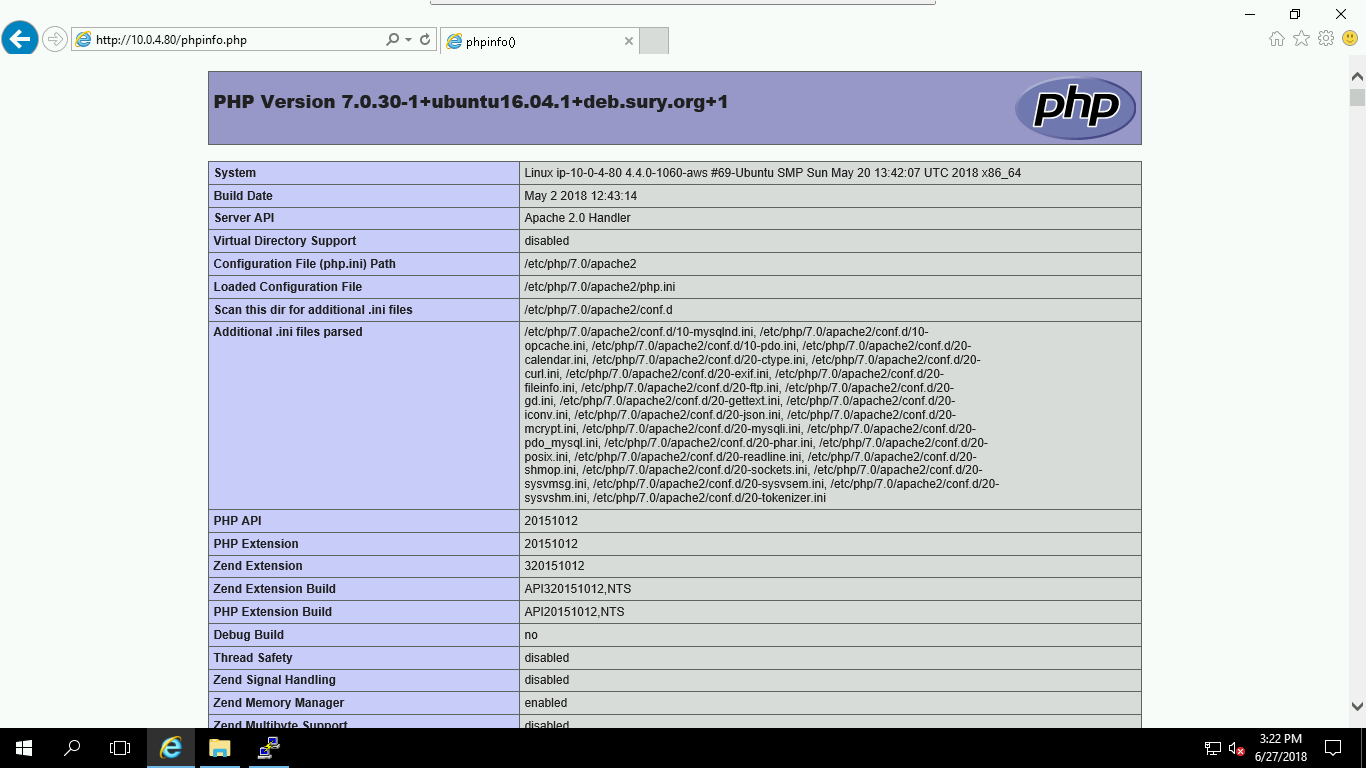 http://10.0.4.80/phpinfo.php
phpinfo()
PHP Version 7.0.30-1+ubuntu16.04.1+deb.sury.org+1
php
System Linux ip-10-0-4-80 4.4.0-1060-aws #69-Ubuntu SMP Sun May 20 13:42:07 UTC 2018 x86_64
Build Date May 2 2018 12:43:14
Server API Apache 2.0 Handler
Virtual Directory Support disabled
Configuration File (php.ini) Path /etc/php/7.0/apache2
Loaded Configuration File /etc/php/7.0/apache2/php.ini
Scan this dir for additional .ini files /etc/php/7.0/apache2/conf.d
Additional .ini files parsed /etc/php/7.0/apache2/conf.d/10-mysqlnd.ini, /etc/php/7.0/apache2/conf.d/10-
opcache.ini, /etc/php/7.0/apache2/conf.d/10-pdo.ini, /etc/php/7.0/apache2/conf.d/20-
calendar.ini, /etc/php/7.0/apache2/conf.d/20-ctype.ini, /etc/php/7.0/apache2/conf.d/20-
curl.ini, /etc/php/7.0/apache2/conf.d/20-exif.ini, /etc/php/7.0/apache2/conf.d/20-
fileinfo.ini, /etc/php/7.0/apache2/conf.d/20-ftp.ini, /etc/php/7.0/apache2/conf.d/20-
gd.ini, /etc/php/7.0/apache2/conf.d/20-gettext.ini, /etc/php/7.0/apache2/conf.d/20-
iconv.ini, /etc/php/7.0/apache2/conf.d/20-json.ini, /etc/php/7.0/apache2/conf.d/20-
mcrypt.ini, /etc/php/7.0/apache2/conf.d/20-mysqli.ini, /etc/php/7.0/apache2/conf.d/20-
pdo_mysql.ini, /etc/php/7.0/apache2/conf.d/20-phar.ini, /etc/php/7.0/apache2/conf.d/20-
posix.ini, /etc/php/7.0/apache2/conf.d/20-readline.ini, /etc/php/7.0/apache2/conf.d/20-
shmop.ini, /etc/php/7.0/apache2/conf.d/20-sockets.ini, /etc/php/7.0/apache2/conf.d/20-
sysvmsg.ini, /etc/php/7.0/apache2/conf.d/20-sysvsem.ini, /etc/php/7.0/apache2/conf.d/20-
sysvshm.ini, /etc/php/7.0/apache2/conf.d/20-tokenizer.ini
PHP API 20151012
PHP Extension 20151012
Zend Extension 320151012
Zend Extension Build API320151012,NTS
PHP Extension Build API20151012,NTS
Debug Build no
Thread Safety disabled
Zend Signal Handling disabled
Zend Memory Manager enabled
Zend Multibyte Support disabled
3:22 PM
6/27/2018